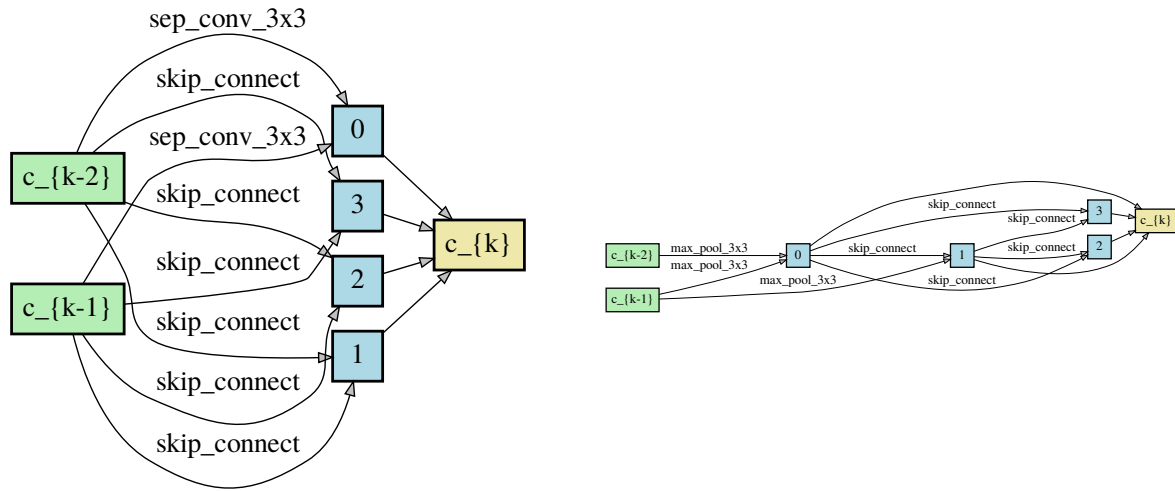 sep_conv_3x3
skip_connect
0
sep_conv_3x3
c_{k-2}
skip_connect
3
c_{k}
skip_connect
2
c_{k-1}
skip_connect
1
skip_connect
skip_connect
skip_connect
skip_connect
3
c_{k}
skip_connect
max_pool_3x3
skip_connect
skip_connect
2
c_{k-2}
0
1
max_pool_3x3
max_pool_3x3
skip_connect
c_{k-1}